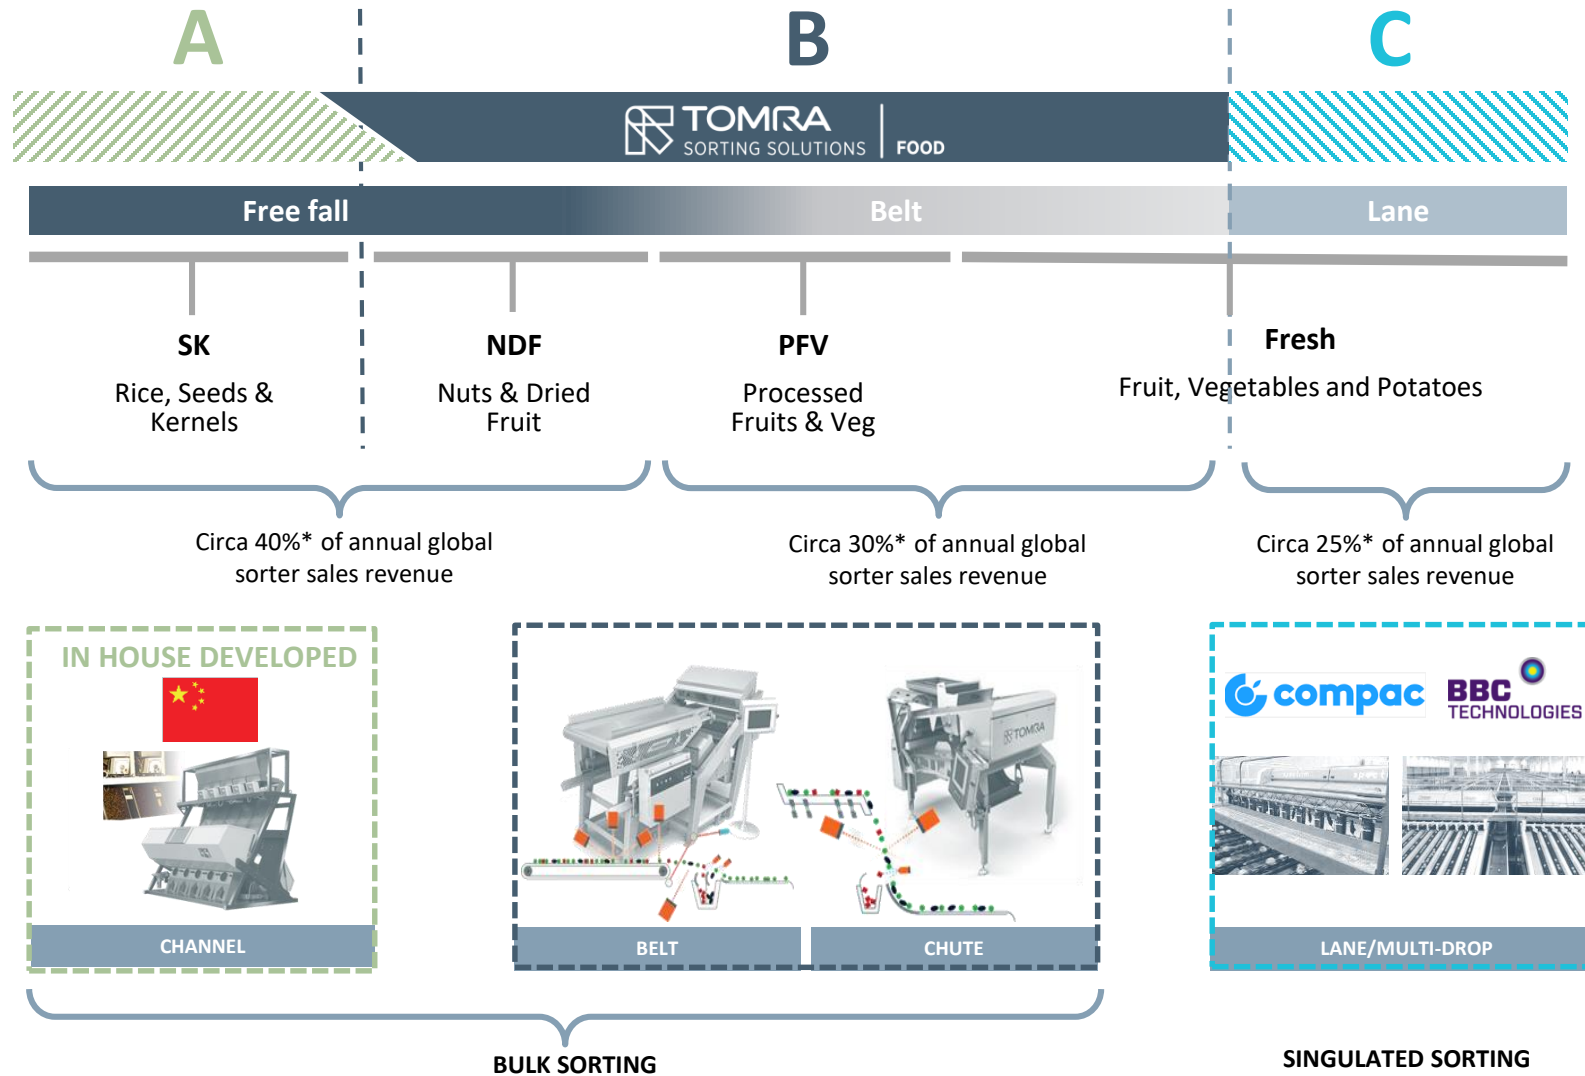 A
B
C
TOMRA
SORTING SOLUTIONS
FOOD
Free fall
Belt
Lane
SK
Rice, Seeds &
Kernels
NDF
Nuts & Dried
Fruit
PFV
Processed
Fruits & Veg
Fresh
Fruit, Vegetables and Potatoes
Circa 40%* of annual global
sorter sales revenue
Circa 30%* of annual global
sorter sales revenue
Circa 25%* of annual global
sorter sales revenue
IN HOUSE DEVELOPED
CHANNEL
TOMRA
BELT
CHUTE
compac
BBC
TECHNOLOGIES
LANE/MULTI-DROP
BULK SORTING
SINGULATED SORTING